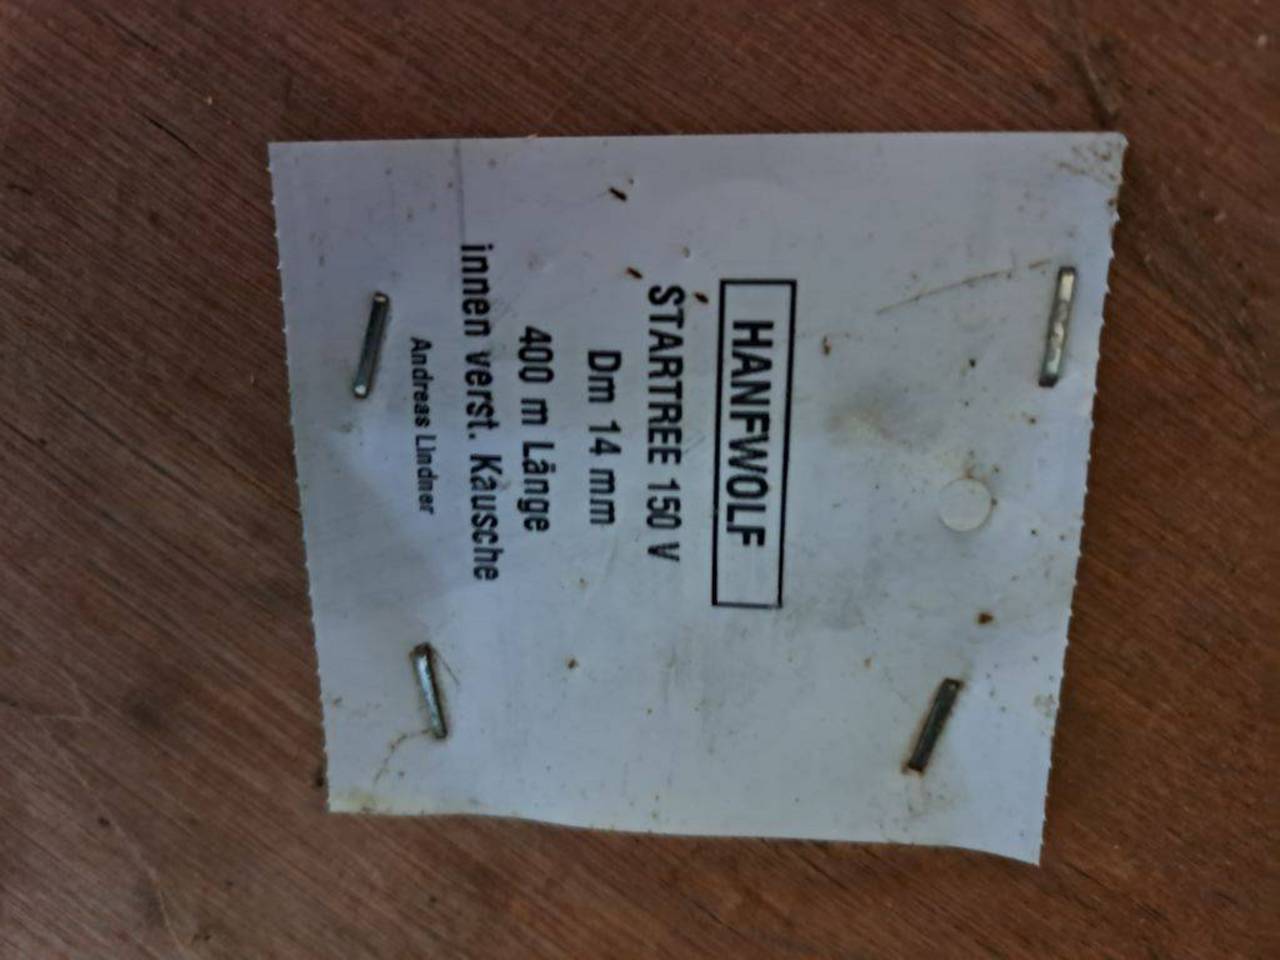 HANFWOLF
STARTREE 150 V
Dm 14 mm
400 m Länge
innen verst. Kausche
Andreas Lindner